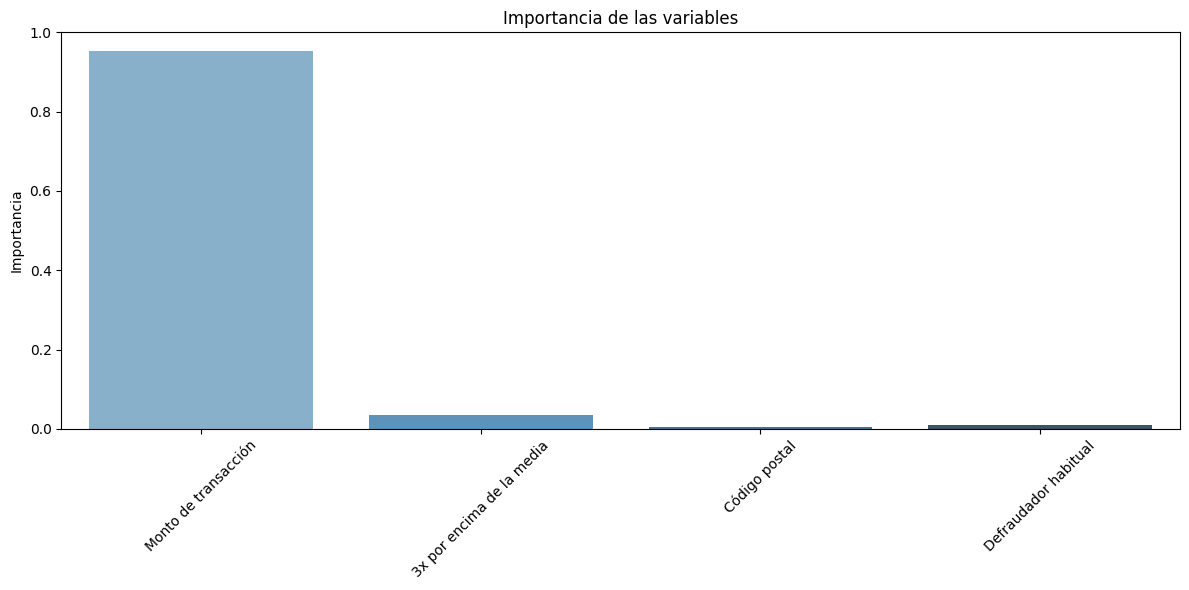 Importancia de las variables
Importancia
1.0
0.8
0.6
0.4
0.2
0.0
Monto de transacción
3x por encima de la media
Código postal
Defraudador habitual